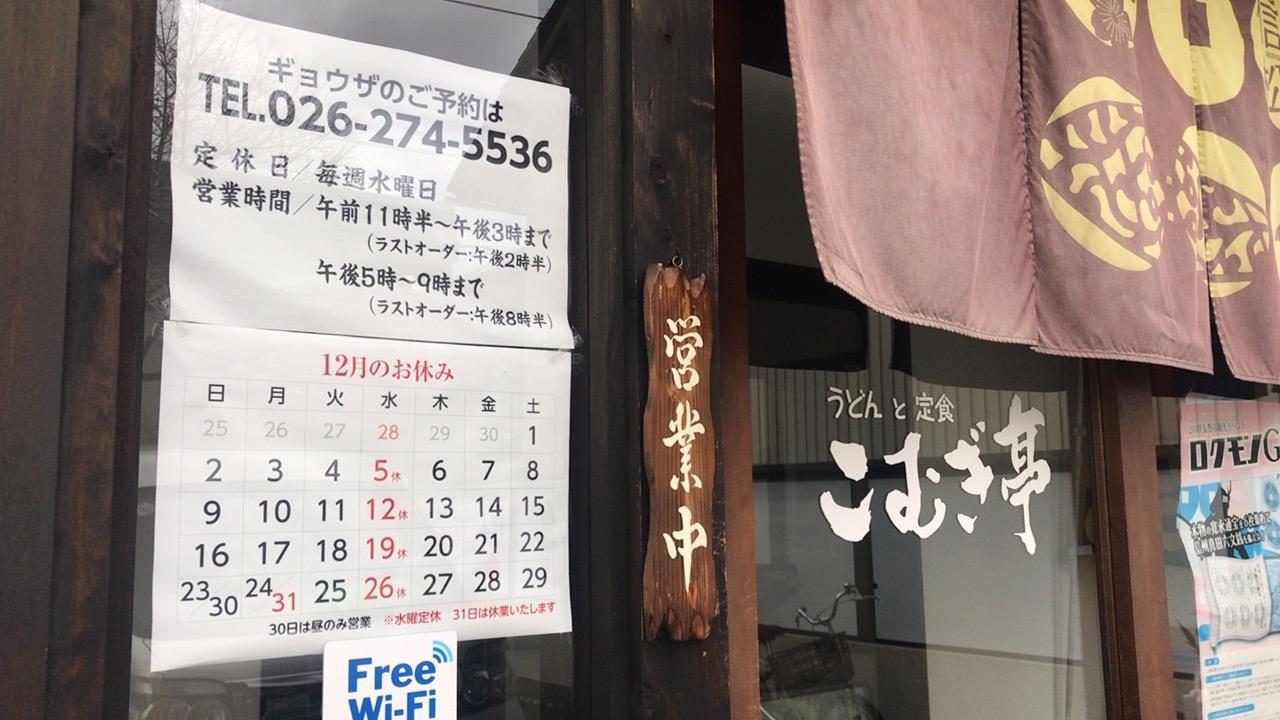 ギョウザのご予約は
TEL.026-274-5536
定休日／毎週水曜日
営業時間／午前11時半～午後3時まで
(ラストオーダー:午後2時半)
午後5時～9時まで
(ラストオーダー:午後8時半)
12月のお休み
日 月 火 水 木 金 土
25 26 27 28 29 30 1
2 3 4 5休 6 7 8
9 10 11 12休 13 14 15
16 17 18 19休 20 21 22
23/30 24/31 25 26休 27 28 29
30日は昼のみ営業 ※水曜定休 31日は休業いたします
Free
Wi-Fi
営業中
うどんと定食
こむぎ亭
ロクモンG